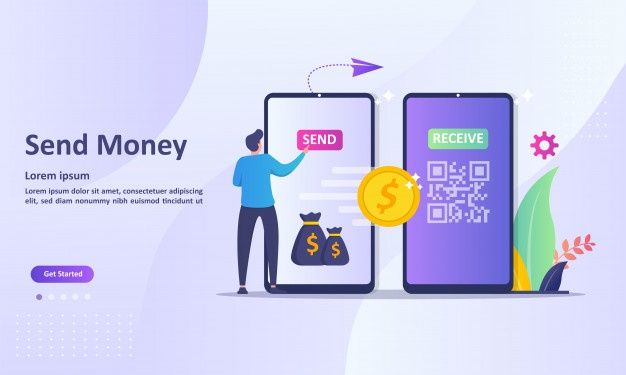 Send Money
Lorem ipsum
Lorem ipsum dolor sit amet, consectetuer adipiscing
elit, sed diam nonummy nibh euismod tincidunt ut
Get Started
SEND
RECEIVE
$
$
$